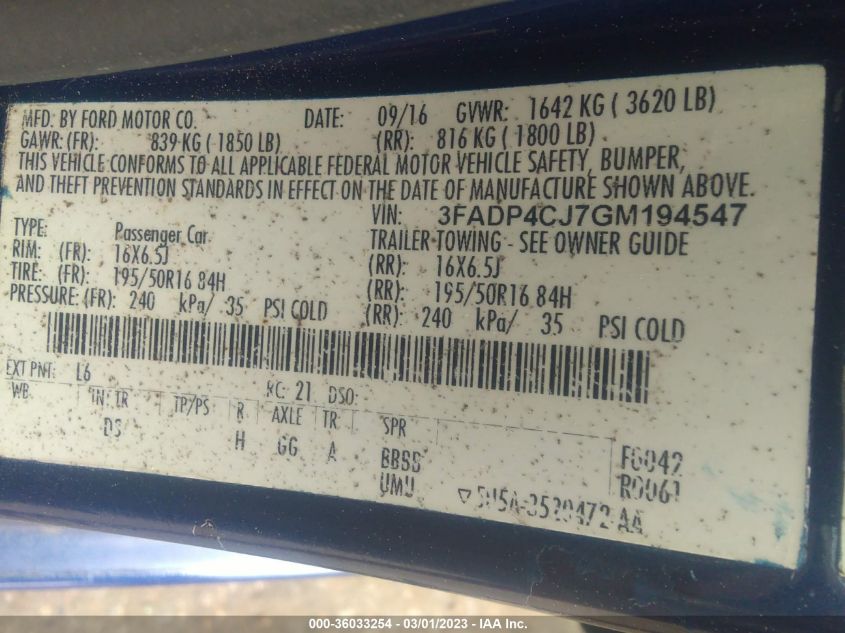 MFD. BY FORD MOTOR CO. DATE: 09/16 GVWR: 1642 KG ( 3620 LB)
GAWR: (FR): 839 KG ( 1850 LB) (RR): 816 KG ( 1800 LB)
THIS VEHICLE CONFORMS TO ALL APPLICABLE FEDERAL MOTOR VEHICLE SAFETY, BUMPER,
AND THEFT PREVENTION STANDARDS IN EFFECT ON THE DATE OF MANUFACTURE SHOWN ABOVE.
VIN: 3FADP4CJ7GM194547
TYPE: Passenger Car TRAILER TOWING - SEE OWNER GUIDE
RIM: (FR): 16X6.5J (RR): 16X6.5J
TIRE: (FR): 195/50R16 84H (RR): 195/50R16 84H
PRESSURE: (FR): 240 kPa/ 35 PSI COLD (RR): 240 kPa/ 35 PSI COLD
EXT PNT: L6 RC: 21 DSO:
WB INT TR TP/PS R AXLE TR SPR
DS H GG A BBSB F0042
UMU R0061
000-36033254 — 03/01/2023 — IAA Inc.